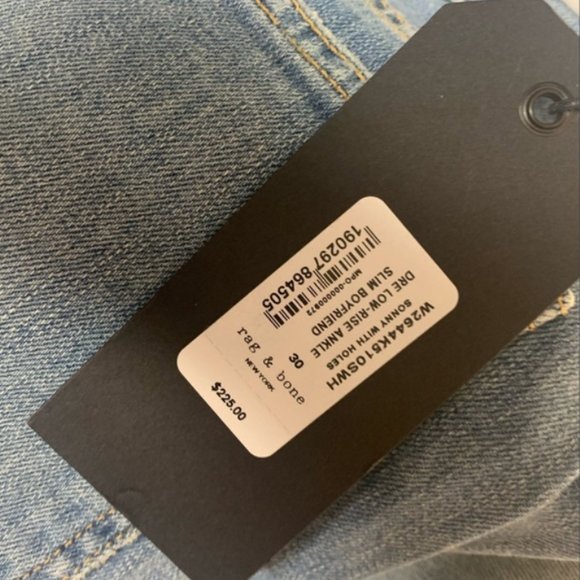 W2644K510SWH
SONNY WITH HOLES
DRE LOW-RISE ANKLE
SLIM BOYFRIEND
MPO-00000973
190297 864505
30
rag & bone
NEW YORK
$225.00